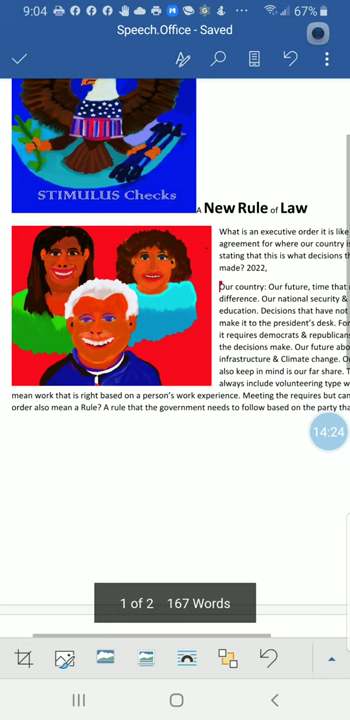 9:04
67%
Speech.Office - Saved
STIMULUS Checks
A New Rule of Law
What is an executive order it is like
agreement for where our country is
stating that this is what decisions th
made? 2022,
Our country: Our future, time that
difference. Our national security &
education. Decisions that have not
make it to the president's desk. For
it requires democrats & republicans
the decisions make. Our future abo
infrastructure & Climate change. O
also keep in mind is our far share. T
always include volunteering type w
mean work that is right based on a person's work experience. Meeting the requires but can
order also mean a Rule? A rule that the government needs to follow based on the party tha
14:24
1 of 2 167 Words